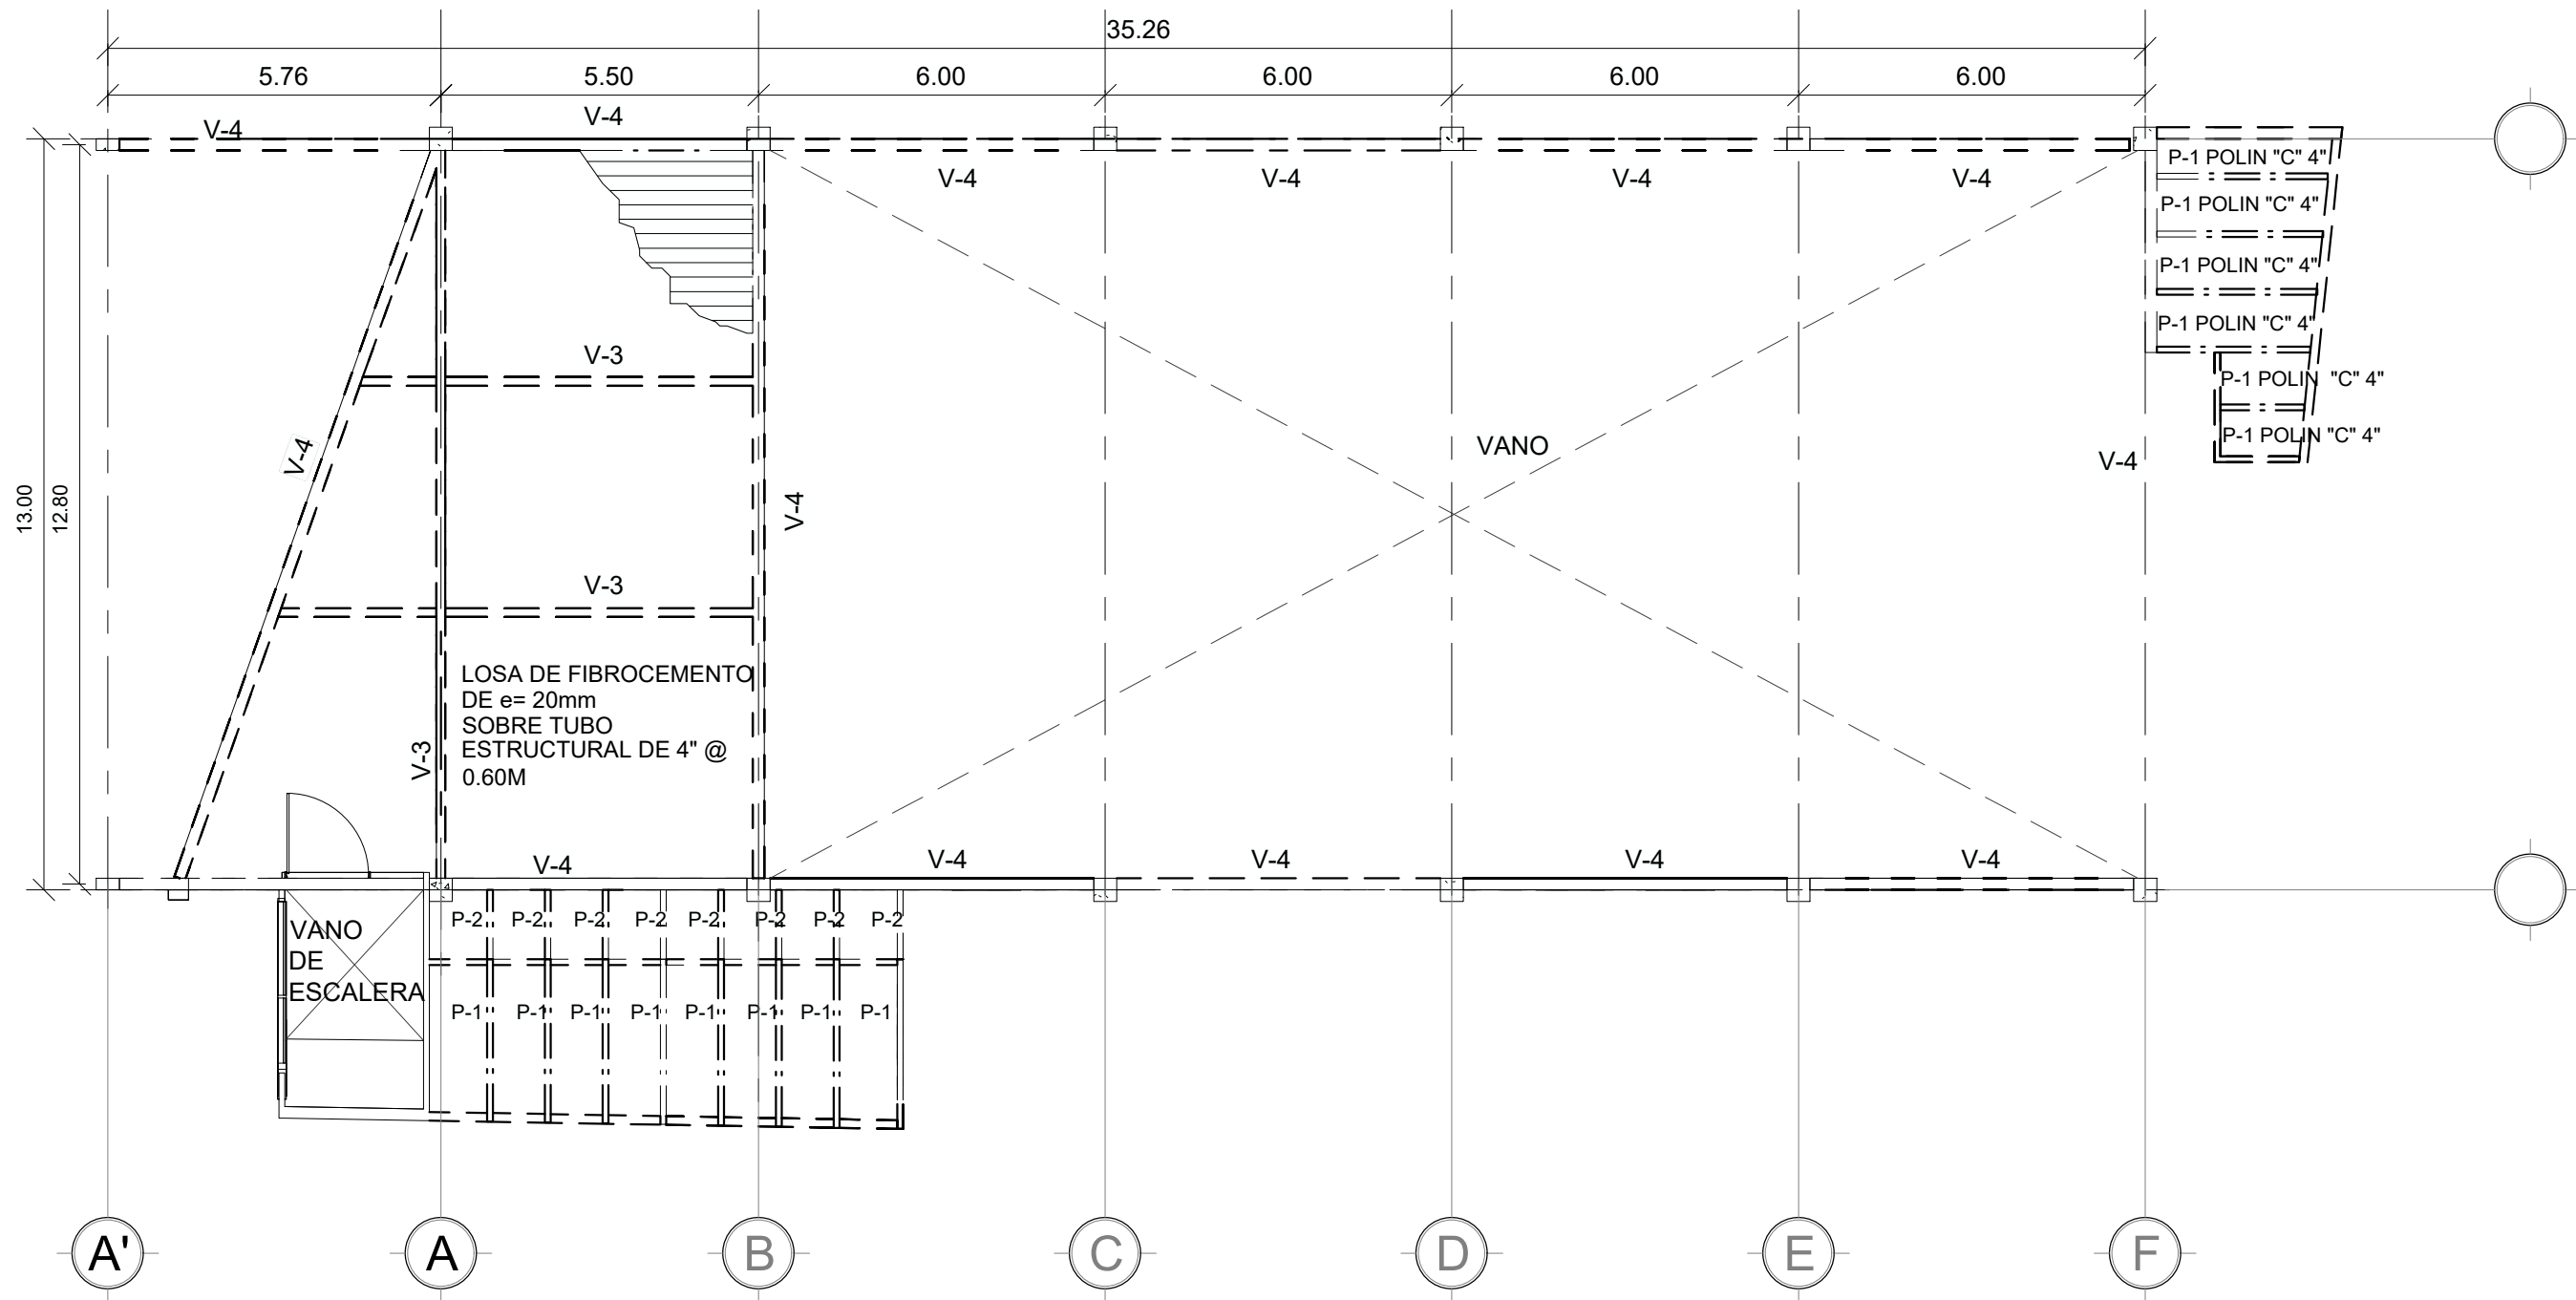 35.26
5.76 5.50 6.00 6.00 6.00 6.00
V-4 V-4
V-4 V-4 V-4 V-4
P-1 POLIN "C" 4"
P-1 POLIN "C" 4"
P-1 POLIN "C" 4"
P-1 POLIN "C" 4"
P-1 POLIN "C" 4"
P-1 POLIN "C" 4"
V-3
V-4
VANO
V-4
13.00
12.80
V-4
V-3
LOSA DE FIBROCEMENTO
DE e= 20mm
SOBRE TUBO
ESTRUCTURAL DE 4" @
0.60M
V-3
V-4 V-4 V-4 V-4 V-4
VANO
DE
ESCALERA
P-2 P-2 P-2 P-2 P-2 P-2 P-2 P-2
P-1 P-1 P-1 P-1 P-1 P-1 P-1 P-1
A' A B C D E F